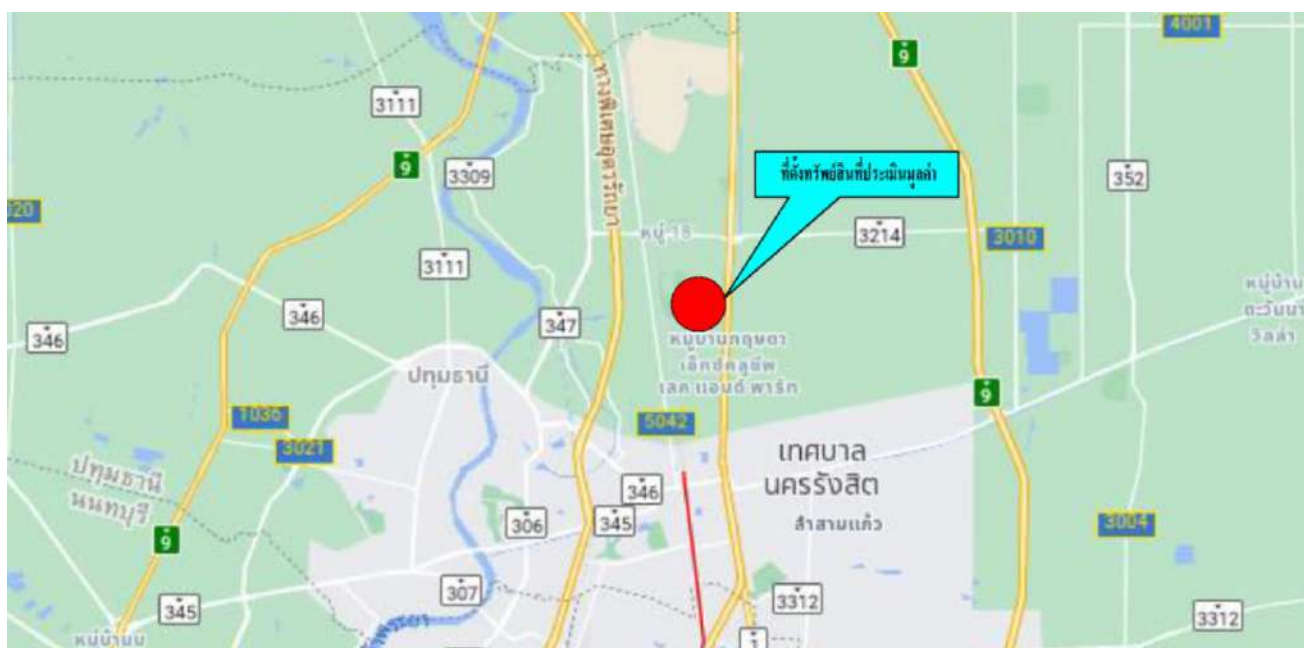 4001
9
3111
ทางพิเศษอุดรรัถยา
9
3309
ที่ตั้งทรัพย์สินที่ประเมินมูลค่า
352
020
หมู่-18
3214
3010
3111
346
346
347
หมู่บ้าน
ตะวันนา
วิลล่า
หมู่บ้านกฤษดา
เอ็กซ์คลูซีพ
เลค แอนด์ พาร์ท
ปทุมธานี
9
1036
5042
3021
เทศบาล
นครรังสิต
ปทุมธานี
นนทบุรี
346
306
345
ลำสามแก้ว
3004
9
307
3312
345
3312
1